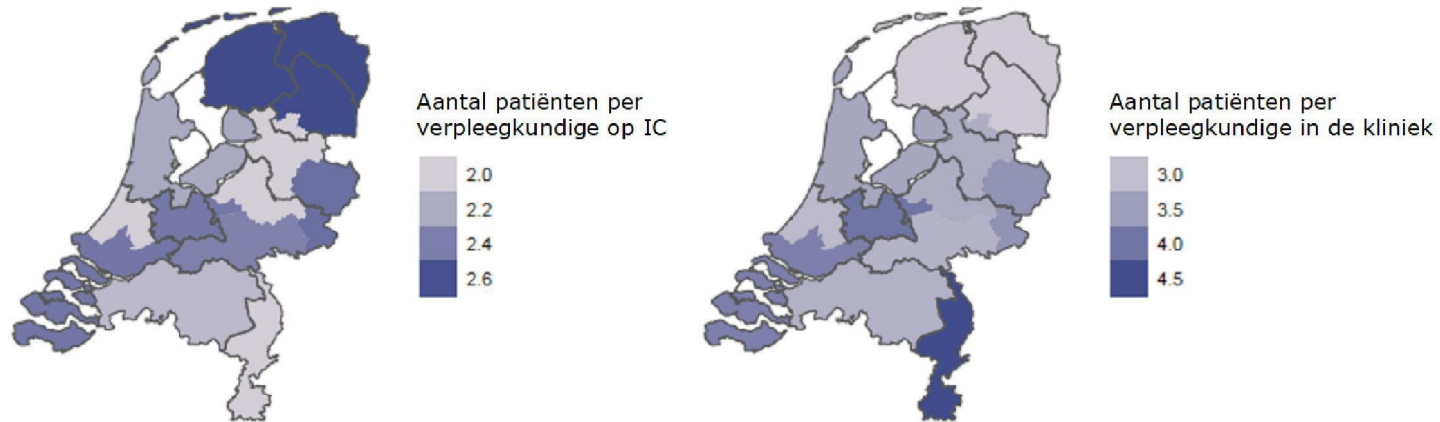 Aantal patiënten per
verpleegkundige op IC
2.0
2.2
2.4
2.6
Aantal patiënten per
verpleegkundige in de kliniek
3.0
3.5
4.0
4.5